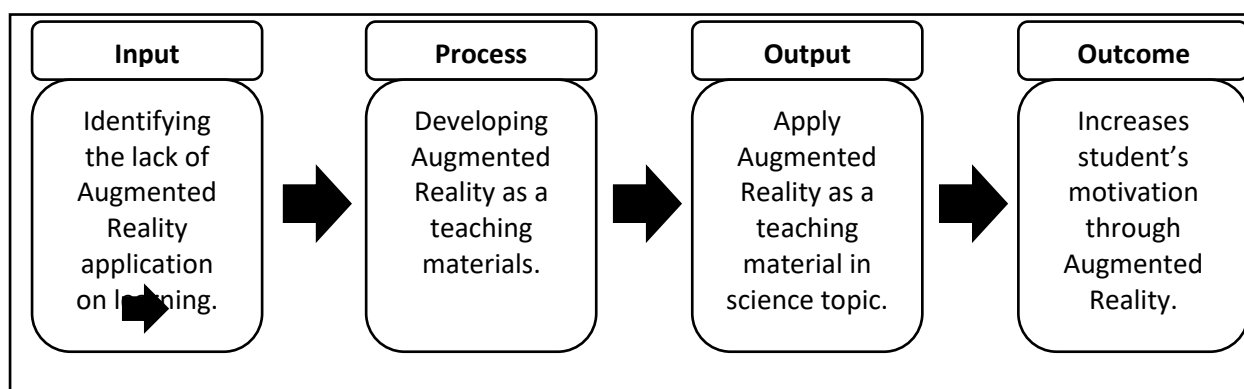 Input
Identifying
the lack of
Augmented
Reality
application
on learning.
Process
Developing
Augmented
Reality as a
teaching
materials.
Output
Apply
Augmented
Reality as a
teaching
material in
science topic.
Outcome
Increases
student’s
motivation
through
Augmented
Reality.